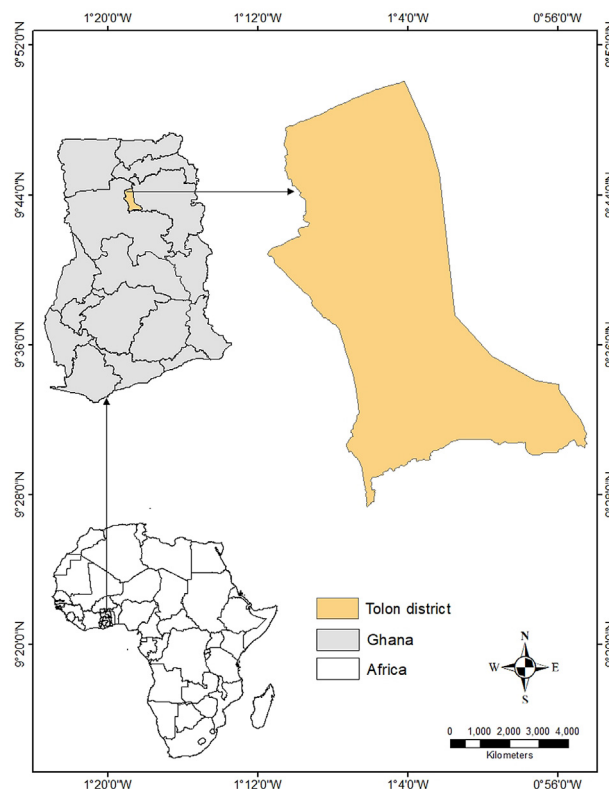 1°20'0"W 1°12'0"W 1°4'0"W 0°56'0"W
9°52'0"N
9°44'0"N
9°36'0"N
9°28'0"N
9°20'0"N
Tolon district
Ghana
Africa
N
W E
S
0 1,000 2,000 3,000 4,000
Kilometers
1°20'0"W 1°12'0"W 1°4'0"W 0°56'0"W